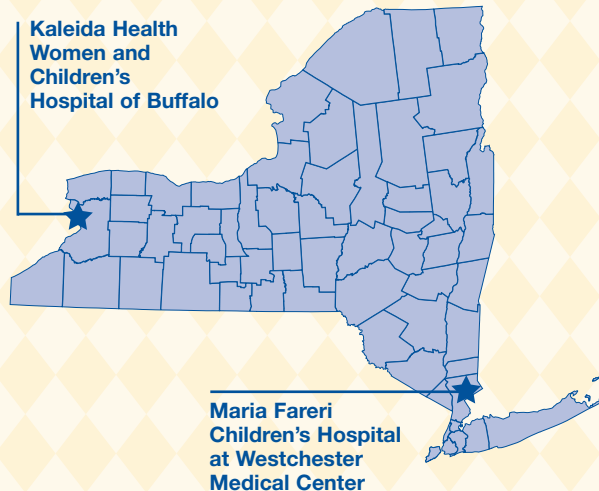 Kaleida Health
Women and
Children’s
Hospital of Buffalo
Maria Fareri
Children’s Hospital
at Westchester
Medical Center